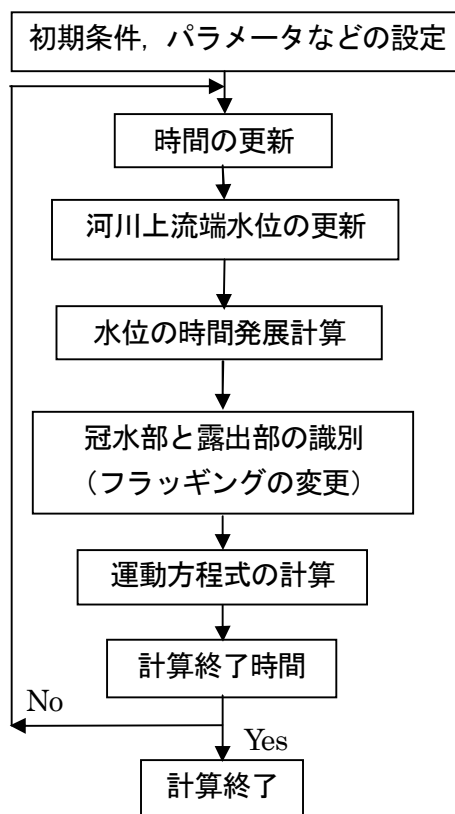 初期条件，パラメータなどの設定
時間の更新
河川上流端水位の更新
水位の時間発展計算
冠水部と露出部の識別
（フラッギングの変更）
運動方程式の計算
計算終了時間
No
Yes
計算終了